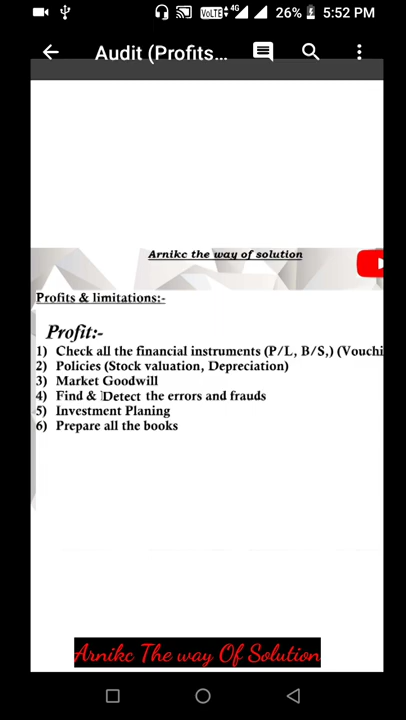 VoLTE 4G 26% 5:52 PM
Audit (Profits...
Arnikc the way of solution
Profits & limitations:-
Profit:-
1) Check all the financial instruments (P/L, B/S,) (Vouchi
2) Policies (Stock valuation, Depreciation)
3) Market Goodwill
4) Find & Detect the errors and frauds
5) Investment Planing
6) Prepare all the books
Arnikc The way Of Solution